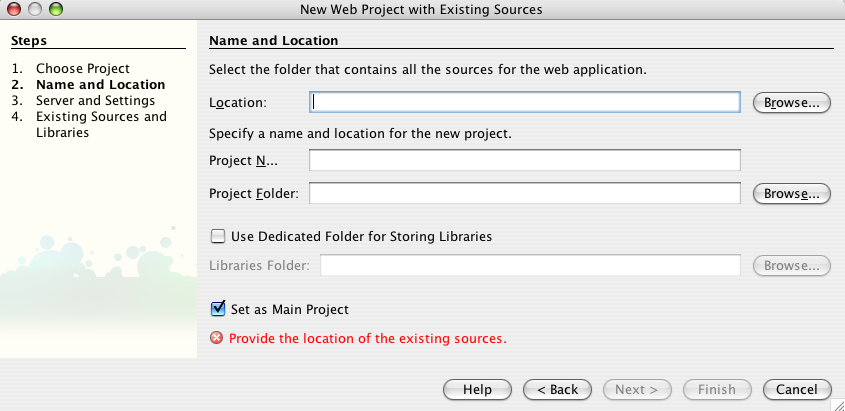 New Web Project with Existing Sources
Steps
1. Choose Project
2. Name and Location
3. Server and Settings
4. Existing Sources and
Libraries
Name and Location
Select the folder that contains all the sources for the web application.
Location:
Browse...
Specify a name and location for the new project.
Project N...
Project Folder:
Browse...
Use Dedicated Folder for Storing Libraries
Libraries Folder:
Browse...
Set as Main Project
Provide the location of the existing sources.
Help
< Back
Next >
Finish
Cancel